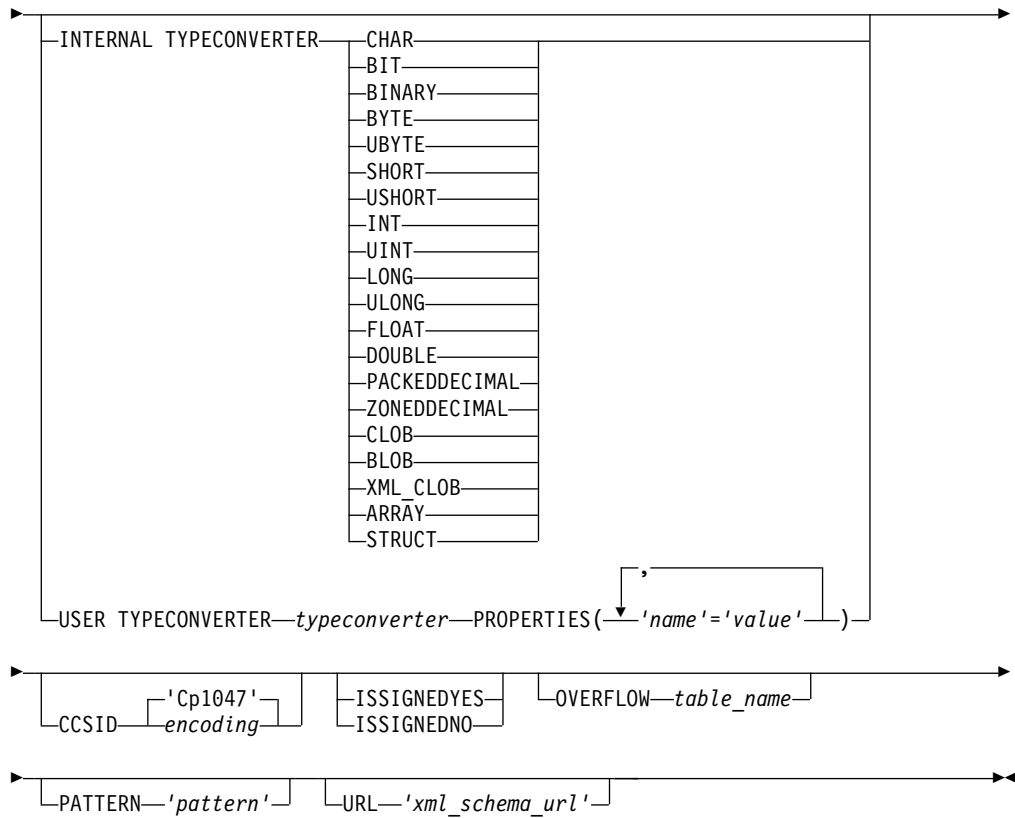 INTERNAL TYPECONVERTER CHAR
BIT
BINARY
BYTE
UBYTE
SHORT
USHORT
INT
UINT
LONG
ULONG
FLOAT
DOUBLE
PACKEDDECIMAL
ZONEDDECIMAL
CLOB
BLOB
XML_CLOB
ARRAY
STRUCT
,
USER TYPECONVERTER typeconverter PROPERTIES( 'name'='value' )
'Cp1047'
CCSID encoding
ISSIGNEDYES
ISSIGNEDNO
OVERFLOW table_name
PATTERN 'pattern' URL 'xml_schema_url'